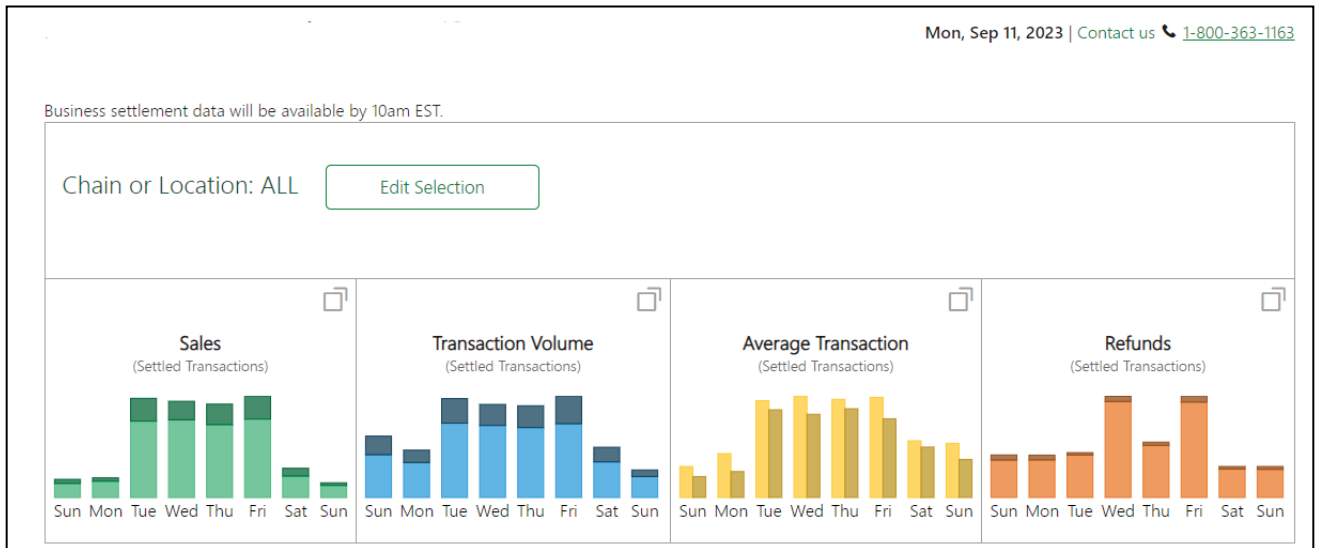 Mon, Sep 11, 2023 | Contact us 1-800-363-1163
Business settlement data will be available by 10am EST.
Chain or Location: ALL Edit Selection
Sales
(Settled Transactions)
Sun Mon Tue Wed Thu Fri Sat Sun
Transaction Volume
(Settled Transactions)
Sun Mon Tue Wed Thu Fri Sat Sun
Average Transaction
(Settled Transactions)
Sun Mon Tue Wed Thu Fri Sat Sun
Refunds
(Settled Transactions)
Sun Mon Tue Wed Thu Fri Sat Sun